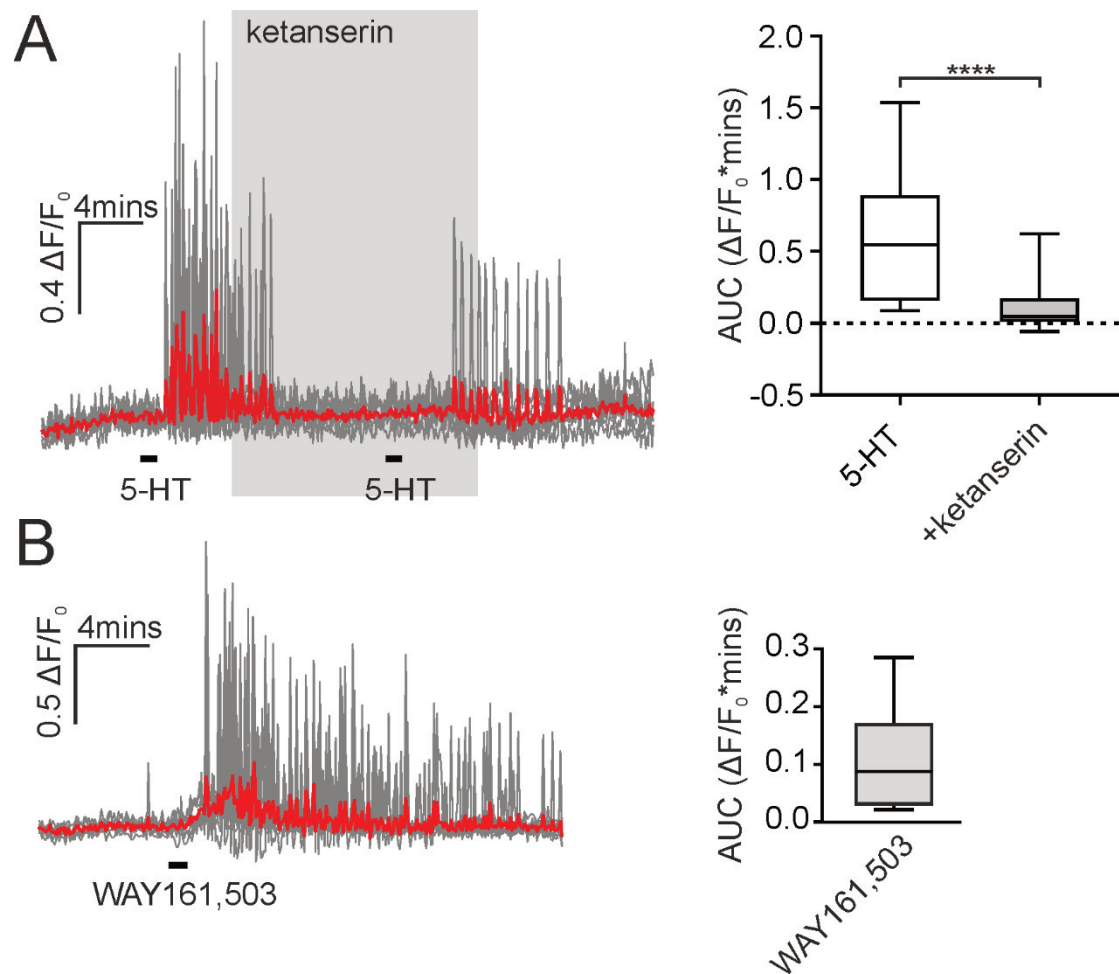 A
ketanserin
4mins
0.4 ΔF/F₀
5-HT
5-HT
2.0
1.5
1.0
0.5
0.0
-0.5
AUC (ΔF/F₀*mins)
****
5-HT
+ketanserin
B
4mins
0.5 ΔF/F₀
WAY161,503
0.3
0.2
0.1
0.0
AUC (ΔF/F₀*mins)
WAY161,503